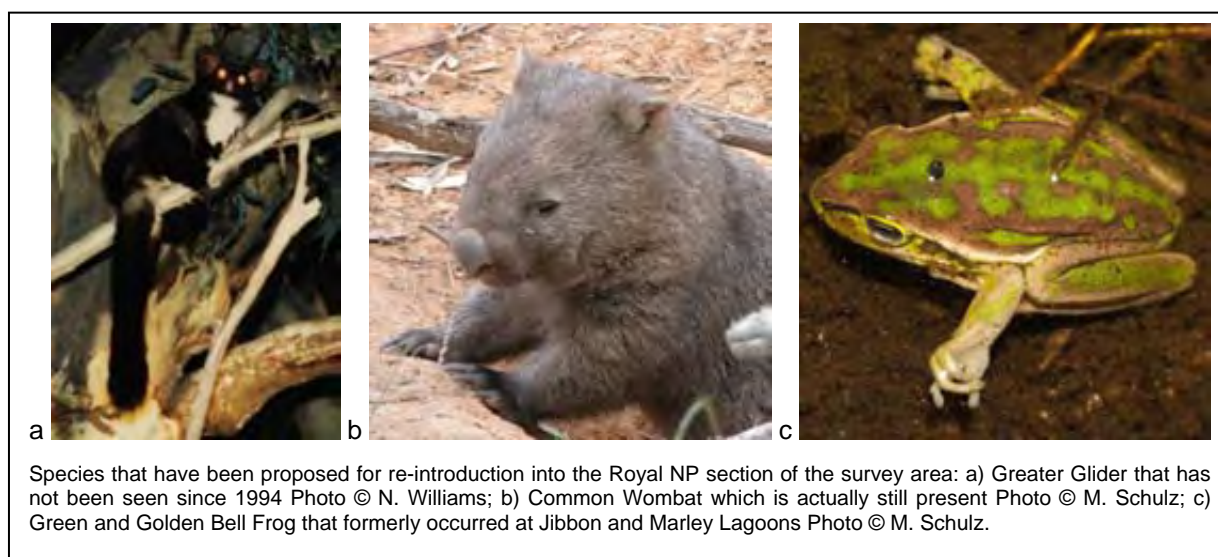 a b c
Species that have been proposed for re-introduction into the Royal NP section of the survey area: a) Greater Glider that has
not been seen since 1994 Photo © N. Williams; b) Common Wombat which is actually still present Photo © M. Schulz; c)
Green and Golden Bell Frog that formerly occurred at Jibbon and Marley Lagoons Photo © M. Schulz.